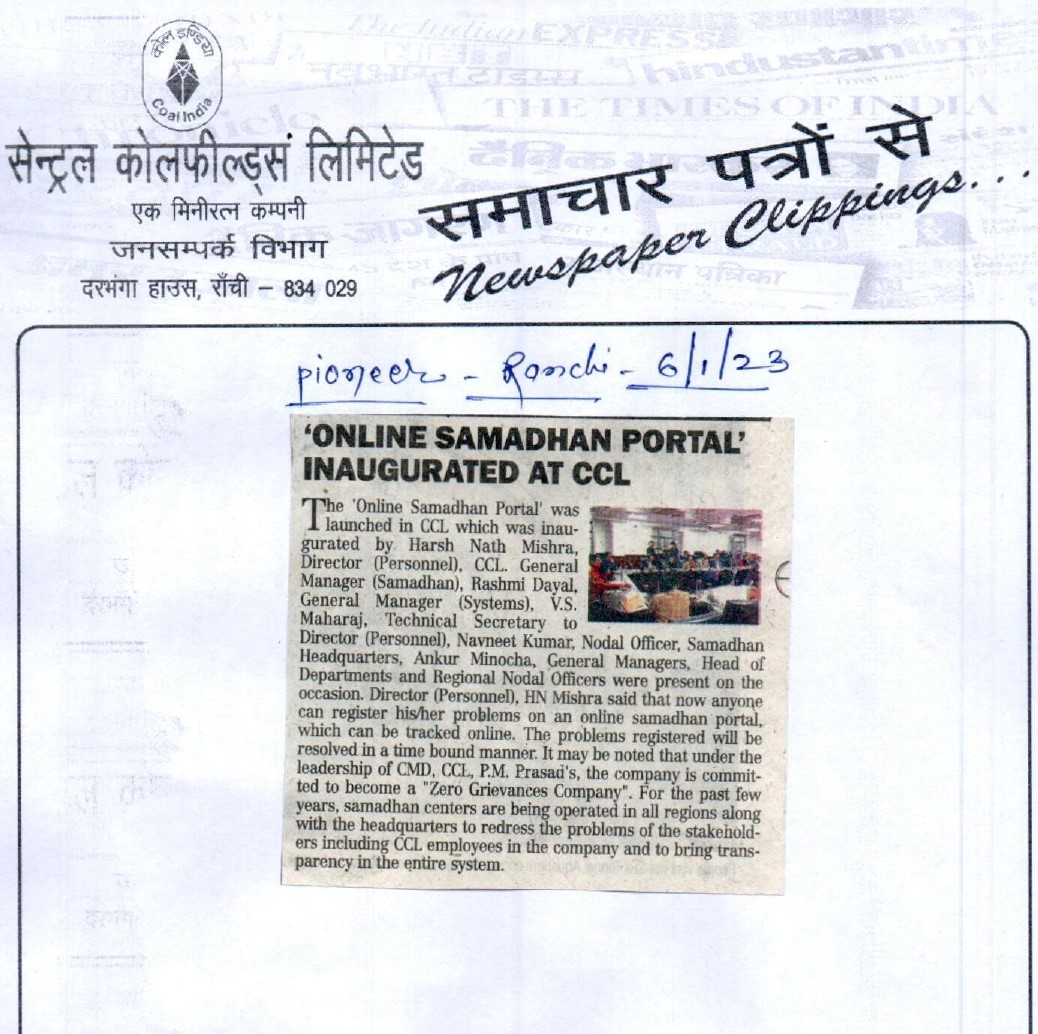 कोल इण्डिया
Coal India
The Indian EXPRESS
नवभारत टाइम्स
hindustantimes
THE TIMES OF INDIA
सेन्ट्रल कोलफील्ड्स लिमिटेड
एक मिनीरत्न कम्पनी
जनसम्पर्क विभाग
दरभंगा हाउस, राँची – 834 029
समाचार पत्रों से
Newspaper Clippings...
pioneer - Ranchi - 6/1/23
'ONLINE SAMADHAN PORTAL'
INAUGURATED AT CCL
The 'Online Samadhan Portal' was
launched in CCL which was inau-
gurated by Harsh Nath Mishra,
Director (Personnel), CCL. General
Manager (Samadhan), Rashmi Dayal,
General Manager (Systems), V.S.
Maharaj, Technical Secretary to
Director (Personnel), Navneet Kumar, Nodal Officer, Samadhan
Headquarters, Ankur Minocha, General Managers, Head of
Departments and Regional Nodal Officers were present on the
occasion. Director (Personnel), HN Mishra said that now anyone
can register his/her problems on an online samadhan portal,
which can be tracked online. The problems registered will be
resolved in a time bound manner. It may be noted that under the
leadership of CMD, CCL, P.M. Prasad's, the company is commit-
ted to become a "Zero Grievances Company". For the past few
years, samadhan centers are being operated in all regions along
with the headquarters to redress the problems of the stakehold-
ers including CCL employees in the company and to bring trans-
parency in the entire system.